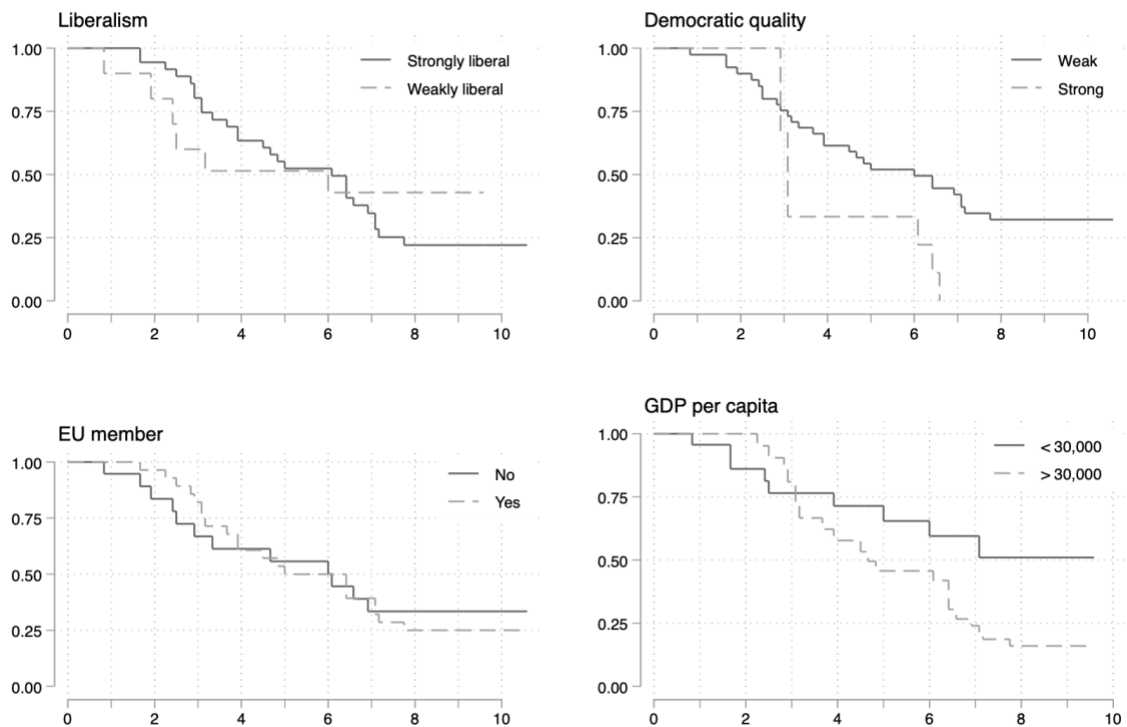 Liberalism
1.00
0.75
0.50
0.25
0.00
Strongly liberal
Weakly liberal
0 2 4 6 8 10
Democratic quality
1.00
0.75
0.50
0.25
0.00
Weak
Strong
0 2 4 6 8 10
EU member
1.00
0.75
0.50
0.25
0.00
No
Yes
0 2 4 6 8 10
GDP per capita
1.00
0.75
0.50
0.25
0.00
< 30,000
> 30,000
0 2 4 6 8 10